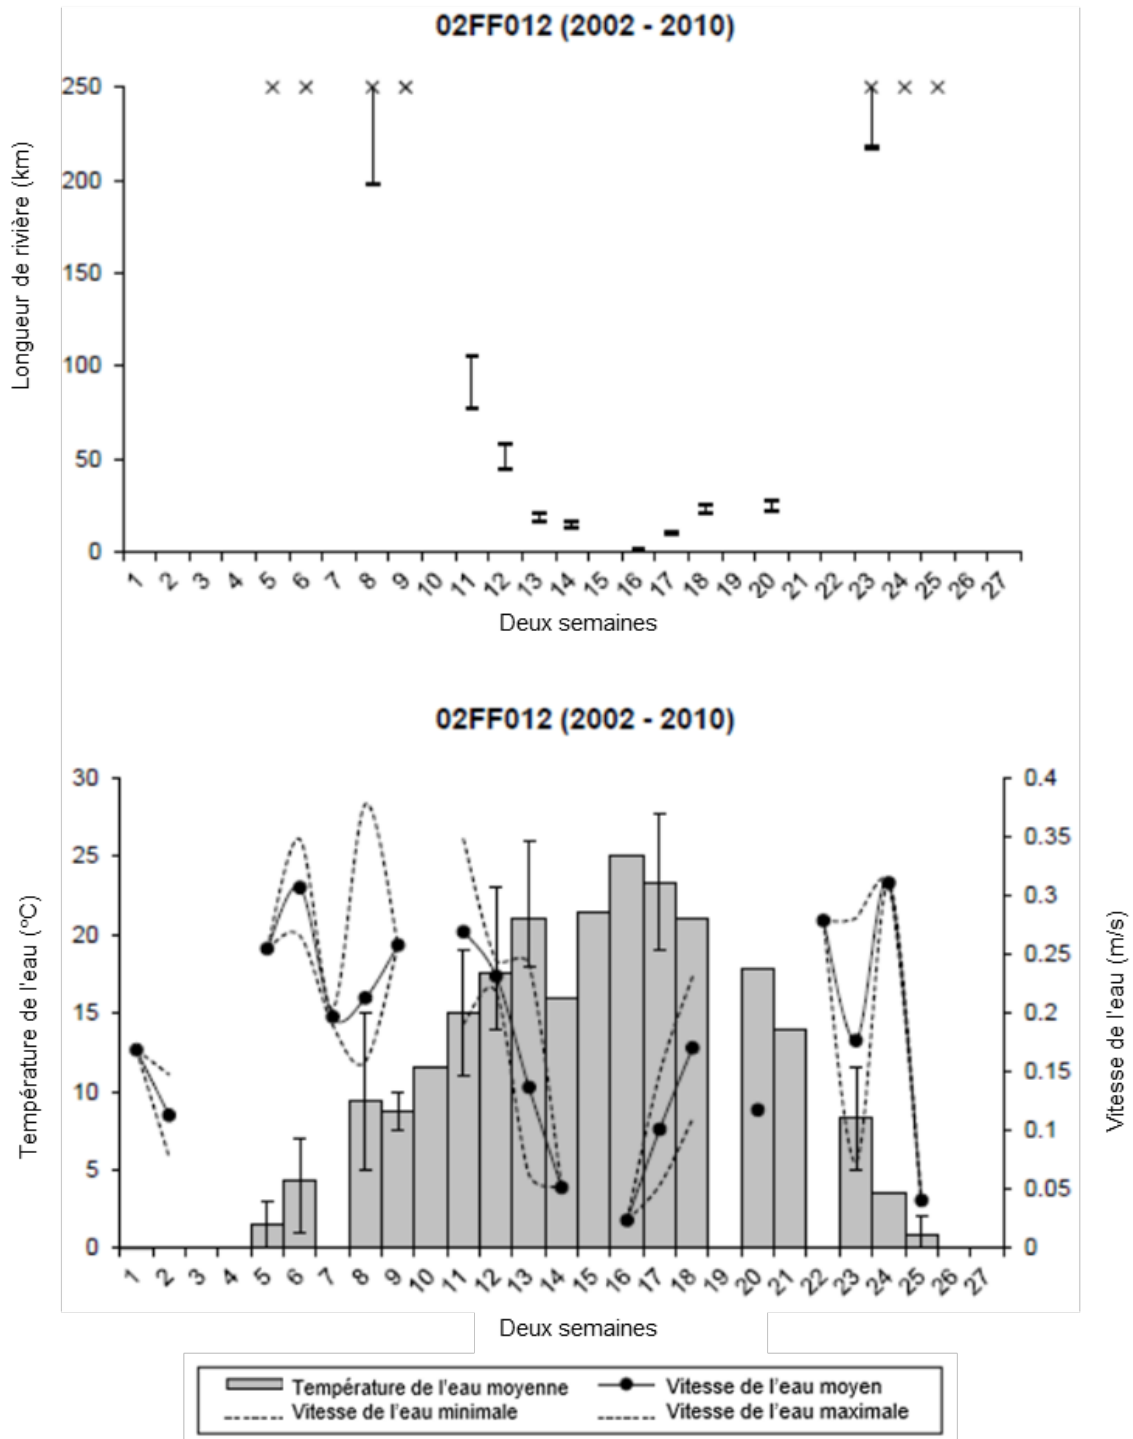 02FF012 (2002 - 2010)
Longueur de rivière (km)
250
200
150
100
50
0
1 2 3 4 5 6 7 8 9 10 11 12 13 14 15 16 17 18 19 20 21 22 23 24 25 26 27
Deux semaines
02FF012 (2002 - 2010)
Température de l'eau (°C)
30
25
20
15
10
5
0
0.4
0.35
0.3
0.25
0.2
0.15
0.1
0.05
0
Vitesse de l'eau (m/s)
1 2 3 4 5 6 7 8 9 10 11 12 13 14 15 16 17 18 19 20 21 22 23 24 25 26 27
Deux semaines
Température de l'eau moyenne Vitesse de l'eau moyen
Vitesse de l'eau minimale Vitesse de l'eau maximale